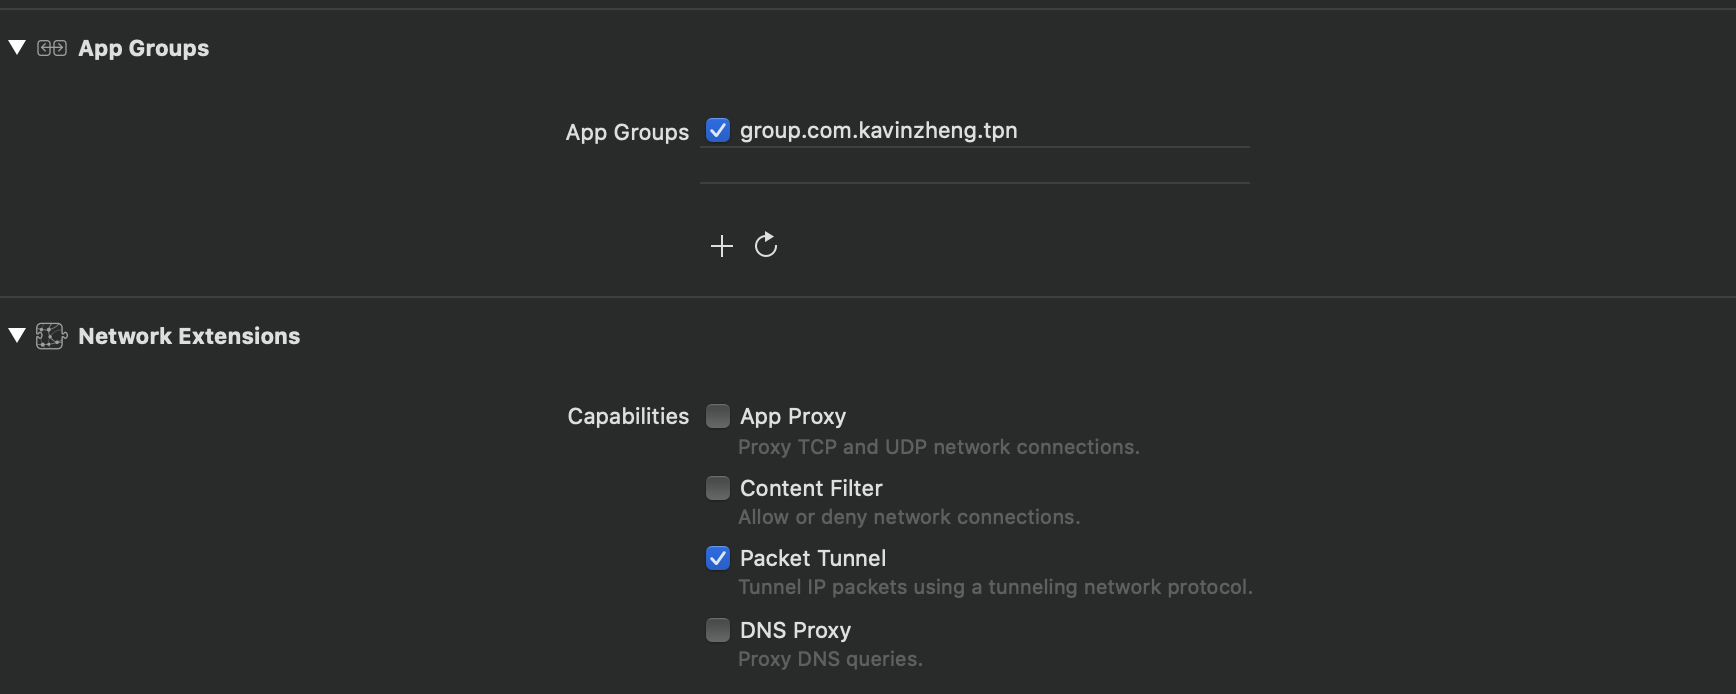 App Groups
App Groups group.com.kavinzheng.tpn
Network Extensions
Capabilities App Proxy
Proxy TCP and UDP network connections.
Content Filter
Allow or deny network connections.
Packet Tunnel
Tunnel IP packets using a tunneling network protocol.
DNS Proxy
Proxy DNS queries.